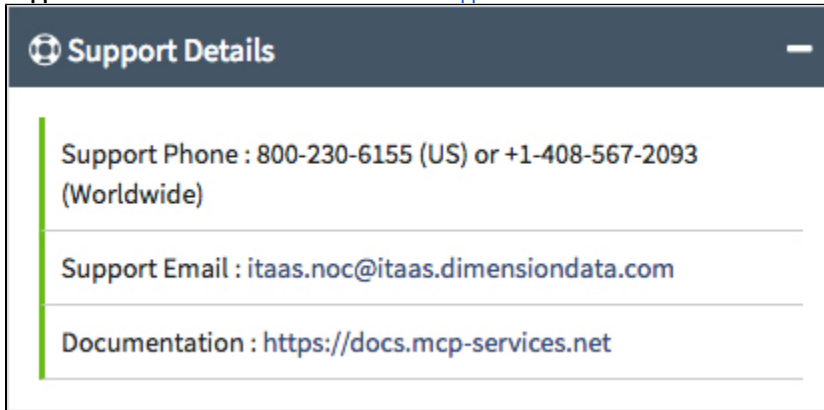 Support Details
Support Phone : 800-230-6155 (US) or +1-408-567-2093
(Worldwide)
Support Email : itaas.noc@itaas.dimensiondata.com
Documentation : https://docs.mcp-services.net